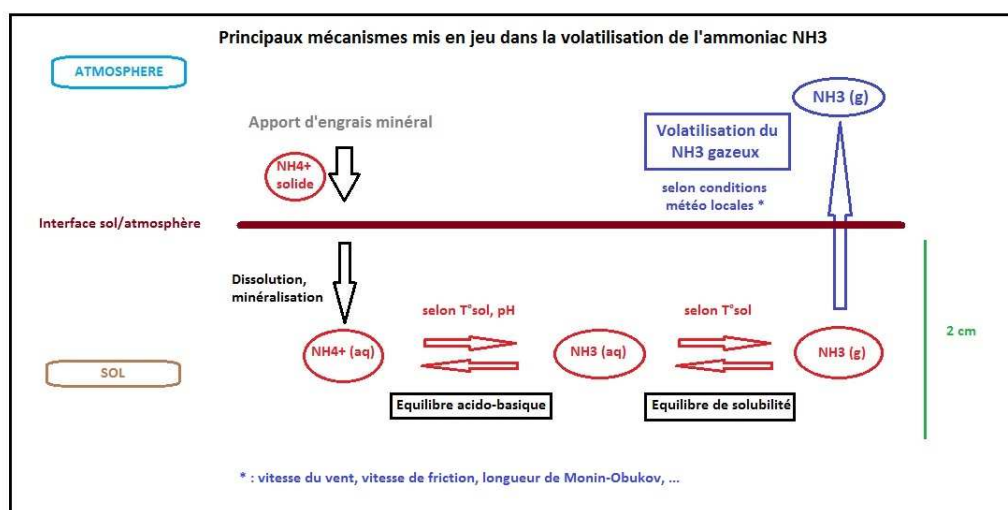 Principaux mécanismes mis en jeu dans la volatilisation de l'ammoniac NH3
ATMOSPHERE
NH3 (g)
Apport d'engrais minéral
Volatilisation du
NH3 gazeux
NH4+
solide
selon conditions
météo locales *
Interface sol/atmosphère
Dissolution,
minéralisation
selon T°sol, pH
selon T°sol
2 cm
NH4+ (aq)
NH3 (aq)
NH3 (g)
SOL
Equilibre acido-basique
Equilibre de solubilité
* : vitesse du vent, vitesse de friction, longueur de Monin-Obukov, ...